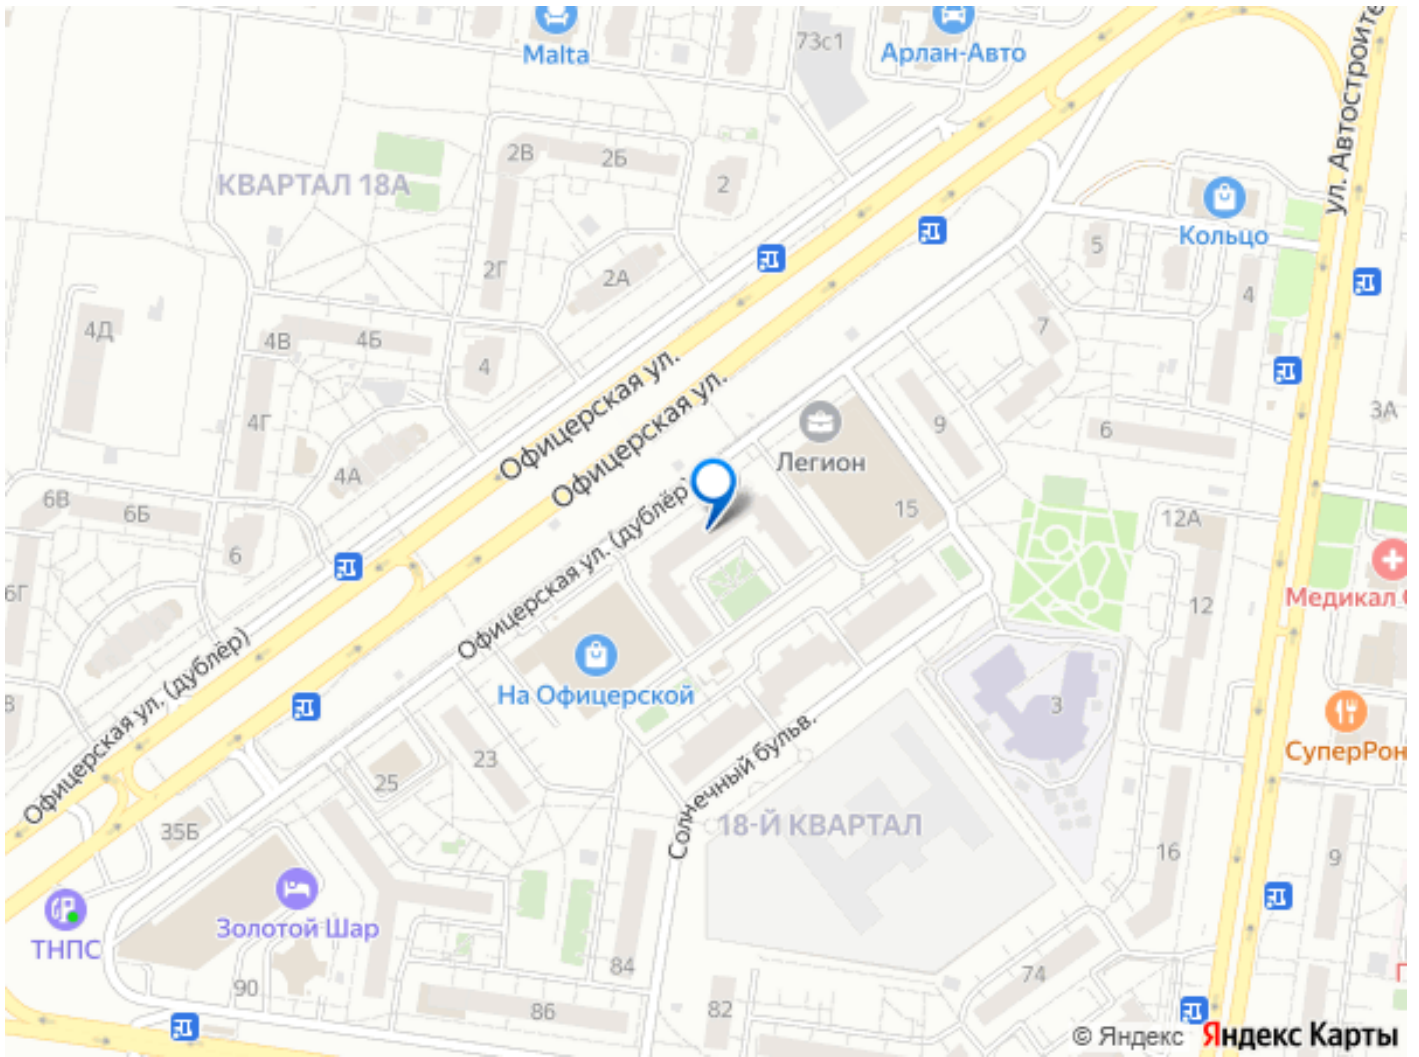 Malta
73с1
Арлан-Авто
ул. Автостроите
2В
2Б
2
КВАРТАЛ 18А
Кольцо
5
2Г
2А
4
4Д
4В
4Б
4
7
Офицерская ул.
Офицерская ул.
3А
4Г
9
6
Легион
4А
6В
6Б
15
12А
6
Офицерская ул. (дублёр)
6Г
Медикал
12
Офицерская ул. (дублёр)
На Офицерской
8
3
СуперРон
23
25
Солнечный бульв.
18-Й КВАРТАЛ
35Б
16
9
Золотой Шар
ТНПС
84
74
90
86
82
© Яндекс Яндекс Карты